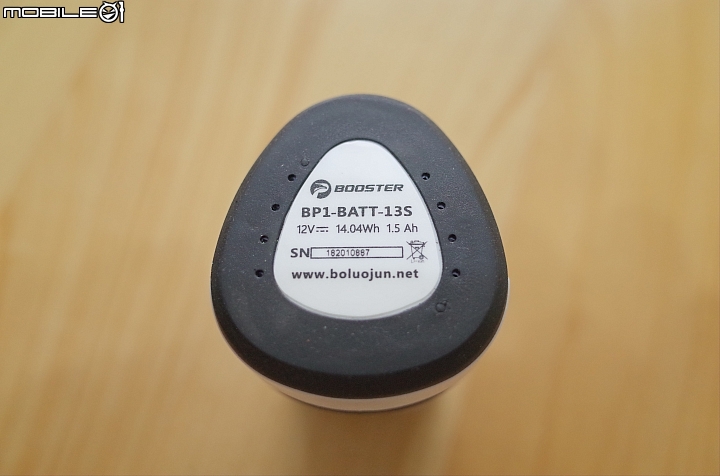 MOBILE01
BOOSTER
BP1-BATT-13S
12V 14.04Wh 1.5 Ah
SN 182010887
www.boluojun.net